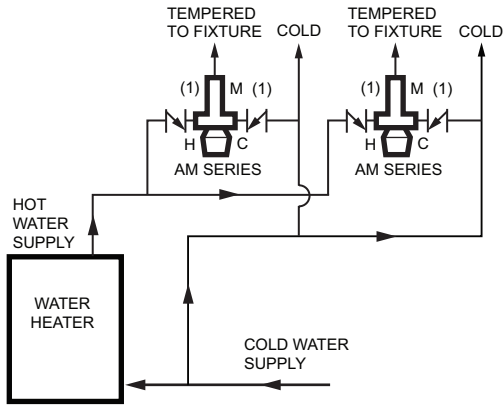 TEMPERED
TO FIXTURE
COLD
TEMPERED
TO FIXTURE
COLD
(1) M (1)
(1) M (1)
H C
H C
AM SERIES
AM SERIES
HOT
WATER
SUPPLY
WATER
HEATER
COLD WATER
SUPPLY